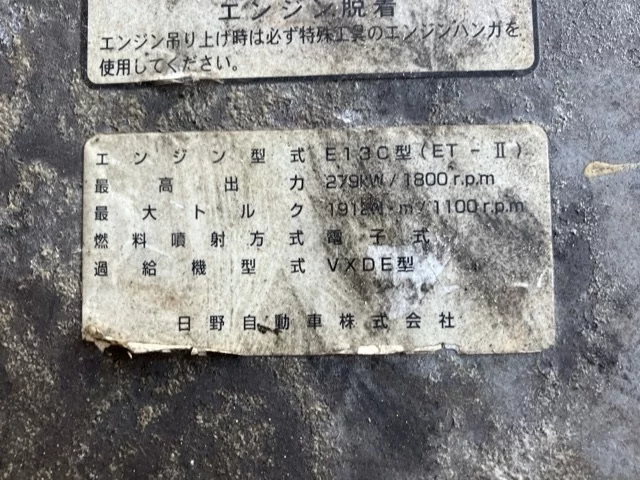 エンジン脱着
エンジン吊り上げ時は必ず特殊工具のエンジンハンガを
使用してください。
エンジン型式 E13C型(ET-Ⅱ)
最高出力 279kW/1800r.p.m
最大トルク 1912N・m/1100r.p.m
燃料噴射方式 電子式
過給機型式 VXDE型
日野自動車株式会社